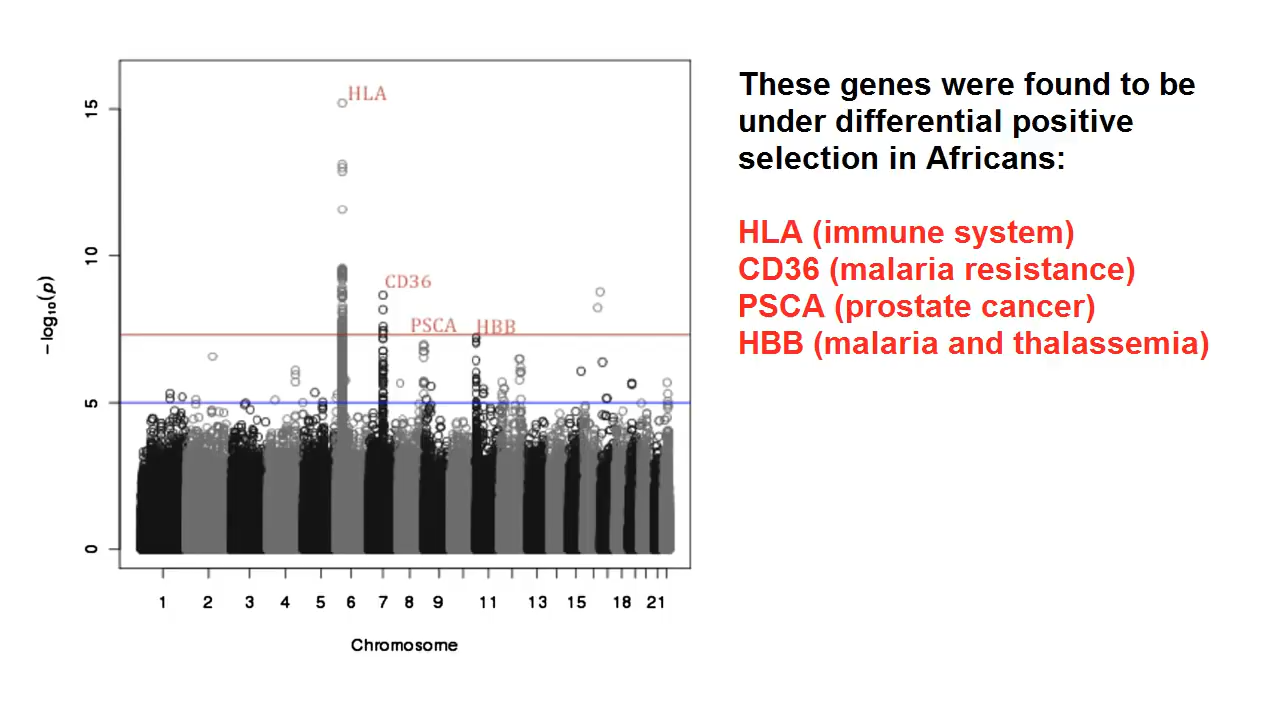 These genes were found to be
under differential positive
selection in Africans:
HLA (immune system)
CD36 (malaria resistance)
PSCA (prostate cancer)
HBB (malaria and thalassemia)
HLA
CD36
PSCA
HBB
15
10
5
0
−log10(p)
1 2 3 4 5 6 7 8 9 11 13 15 18 21
Chromosome